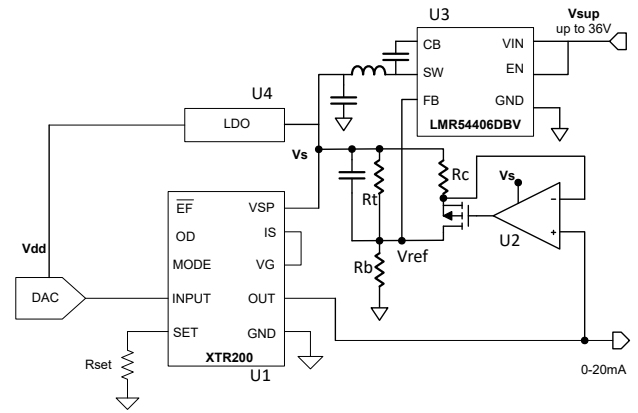 U3
Vsup
up to 36V
CB
VIN
SW
EN
FB
GND
LMR54406DBV
U4
LDO
Vs
Rc
Vs
Rt
U2
-
+
Vref
Rb
EF
VSP
OD
IS
MODE
VG
INPUT
OUT
SET
GND
XTR200
U1
Vdd
DAC
Rset
0-20mA